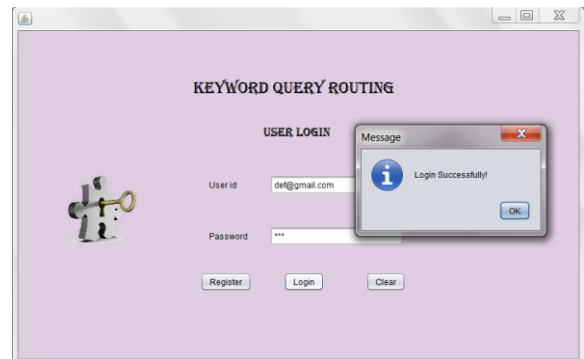 KEYWORD QUERY ROUTING
USER LOGIN
Message
Login Successfully!
OK
User id
def@gmail.com
Password
***
Register
Login
Clear